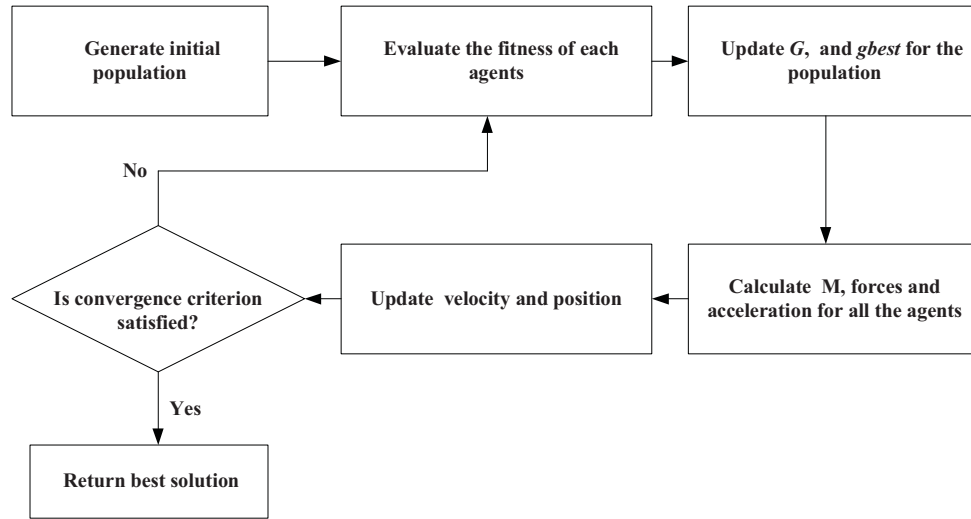 Generate initial
population
Evaluate the fitness of each
agents
Update G, and gbest for the
population
Calculate M, forces and
acceleration for all the agents
Update velocity and position
Is convergence criterion
satisfied?
No
Yes
Return best solution